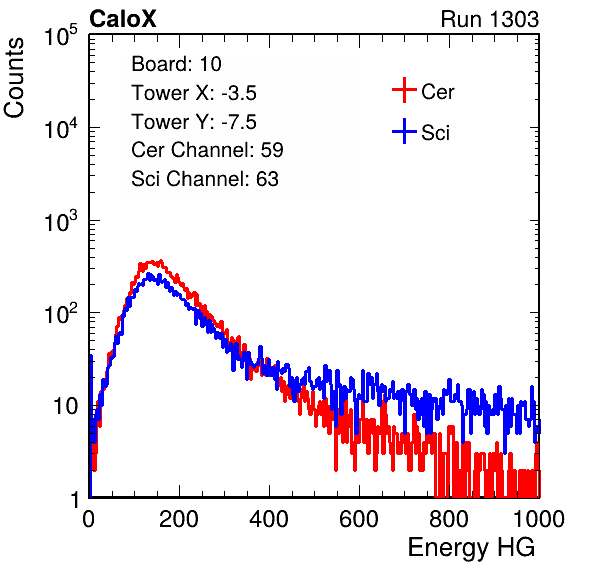 CaloX Run 1303
Counts
10^5
10^4
10^3
10^2
10
1
Board: 10
Tower X: -3.5
Tower Y: -7.5
Cer Channel: 59
Sci Channel: 63
Cer
Sci
0 200 400 600 800 1000
Energy HG